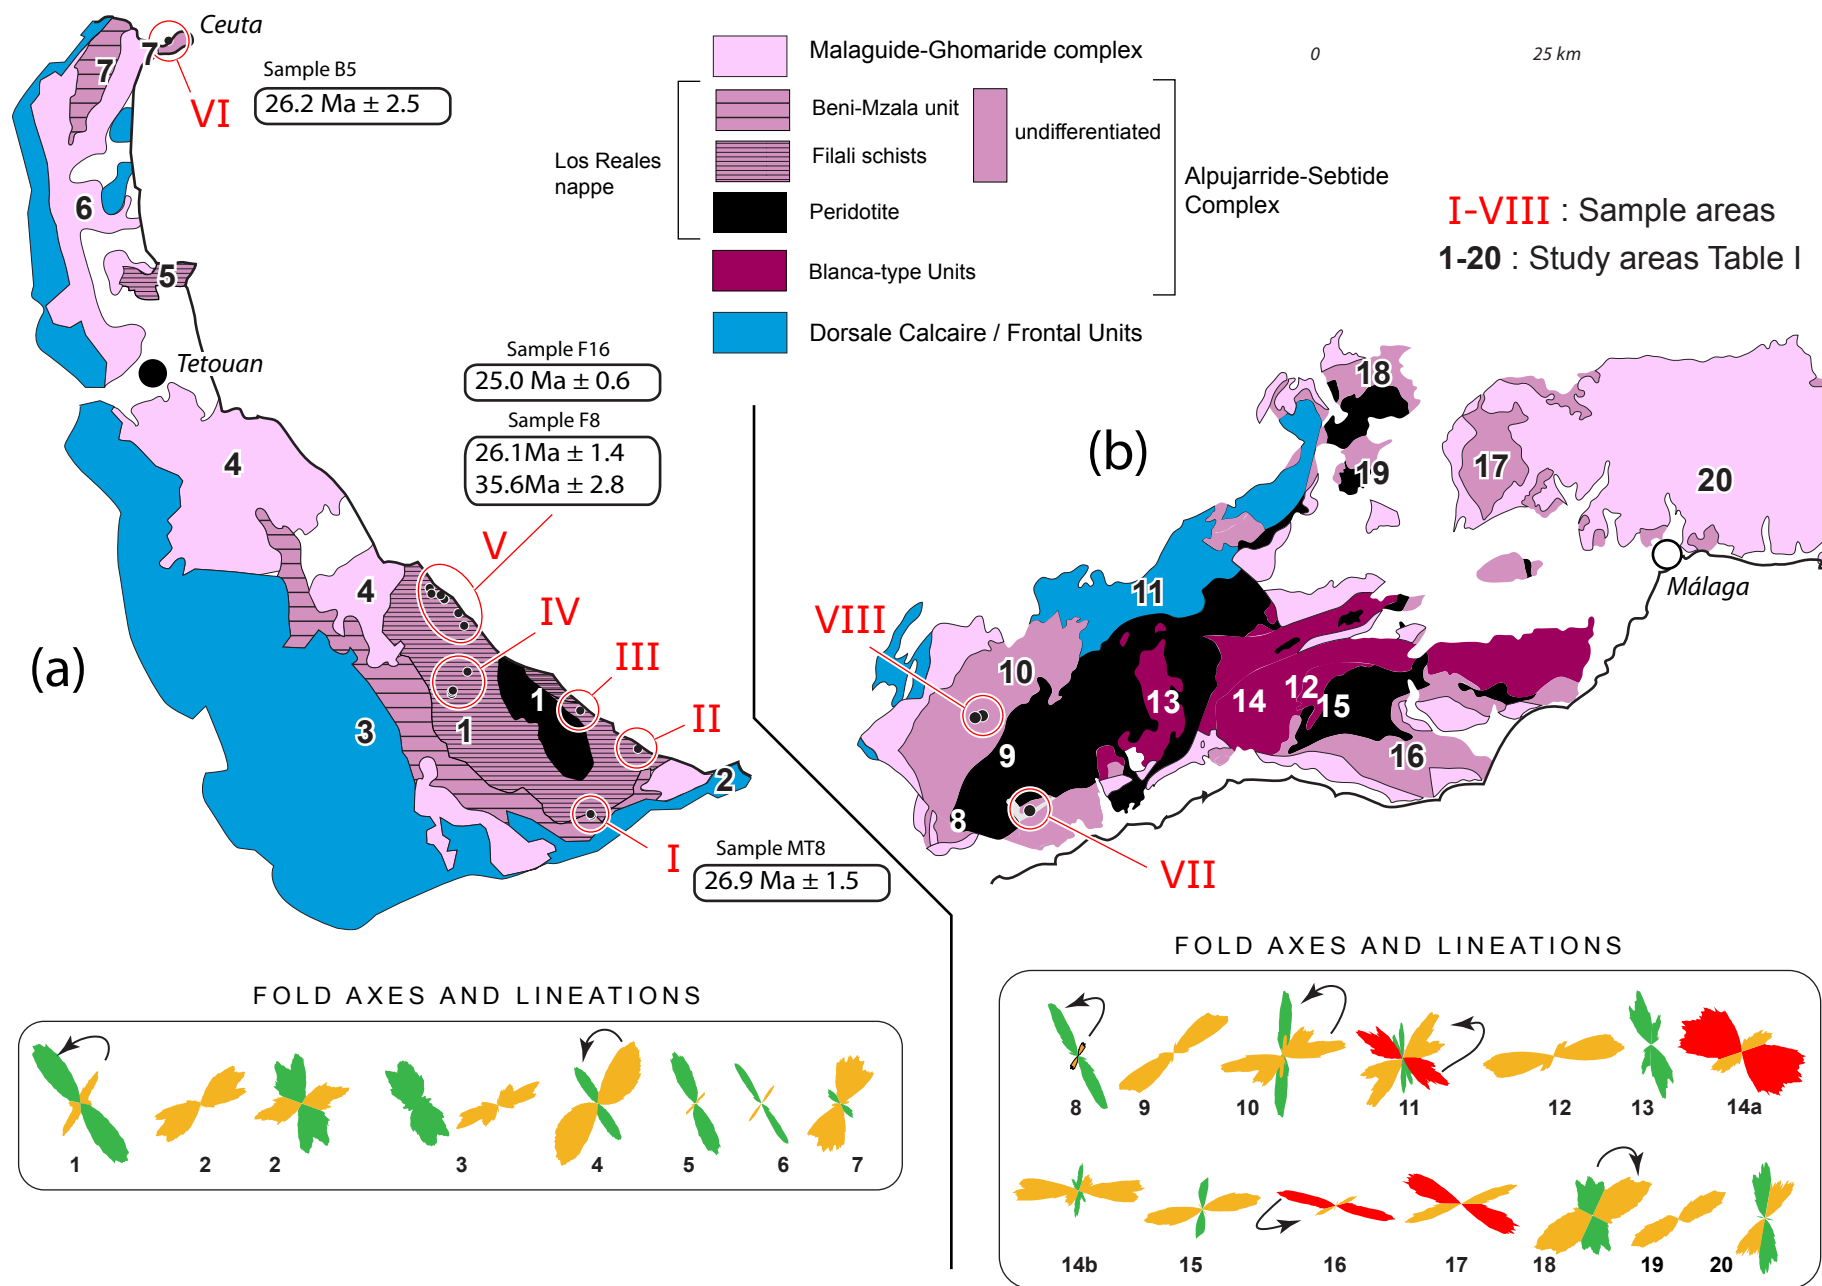 Ceuta
7
7
Sample B5
26.2 Ma ± 2.5
VI
6
5
Tetouan
Malaguide-Ghomaride complex
Beni-Mzala unit
undifferentiated
Filali schists
Los Reales
nappe
Peridotite
Alpujarride-Sebtide
Complex
Blanca-type Units
Dorsale Calcaire / Frontal Units
0
25 km
I-VIII : Sample areas
1-20 : Study areas Table I
Sample F16
25.0 Ma ± 0.6
Sample F8
26.1Ma ± 1.4
35.6Ma ± 2.8
4
4
V
IV
III
II
(a)
3
1
1
2
I
Sample MT8
26.9 Ma ± 1.5
(b)
18
19
17
20
Málaga
11
VIII
10
13
14
12
15
9
16
8
VII
FOLD AXES AND LINEATIONS
1
2
2
3
4
5
6
7
FOLD AXES AND LINEATIONS
8
9
10
11
12
13
14a
14b
15
16
17
18
19
20